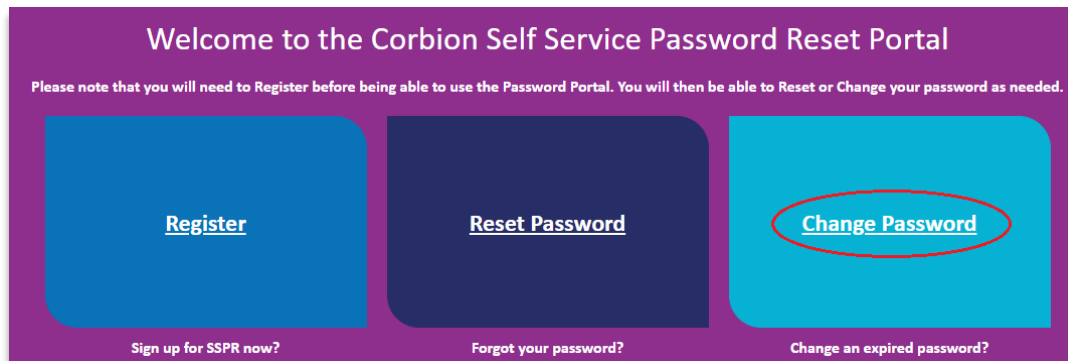 Welcome to the Corbion Self Service Password Reset Portal
Please note that you will need to Register before being able to use the Password Portal. You will then be able to Reset or Change your password as needed.
Register
Reset Password
Change Password
Sign up for SSPR now?
Forgot your password?
Change an expired password?